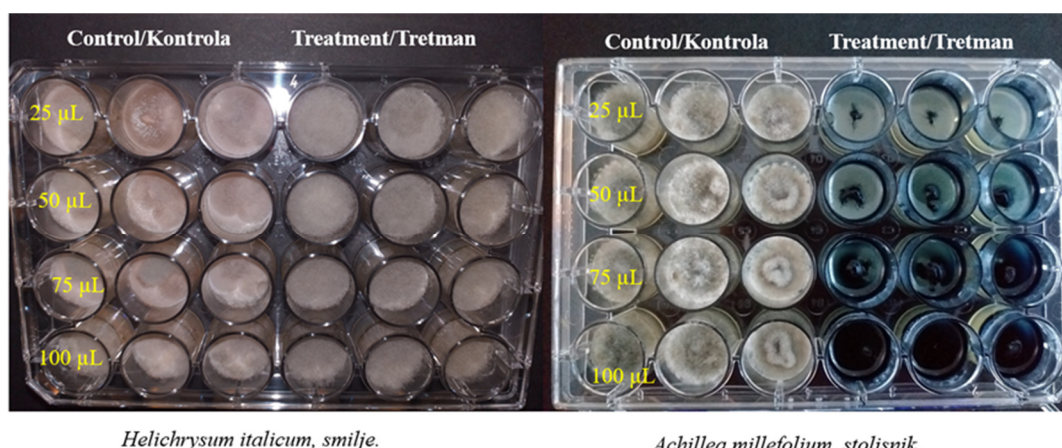 Control/Kontrola Treatment/Tretman
25 µL
50 µL
75 µL
100 µL
Helichrysum italicum, smilje.
Control/Kontrola Treatment/Tretman
25 µL
50 µL
75 µL
100 µL
Achillea millefolium, stolisnik